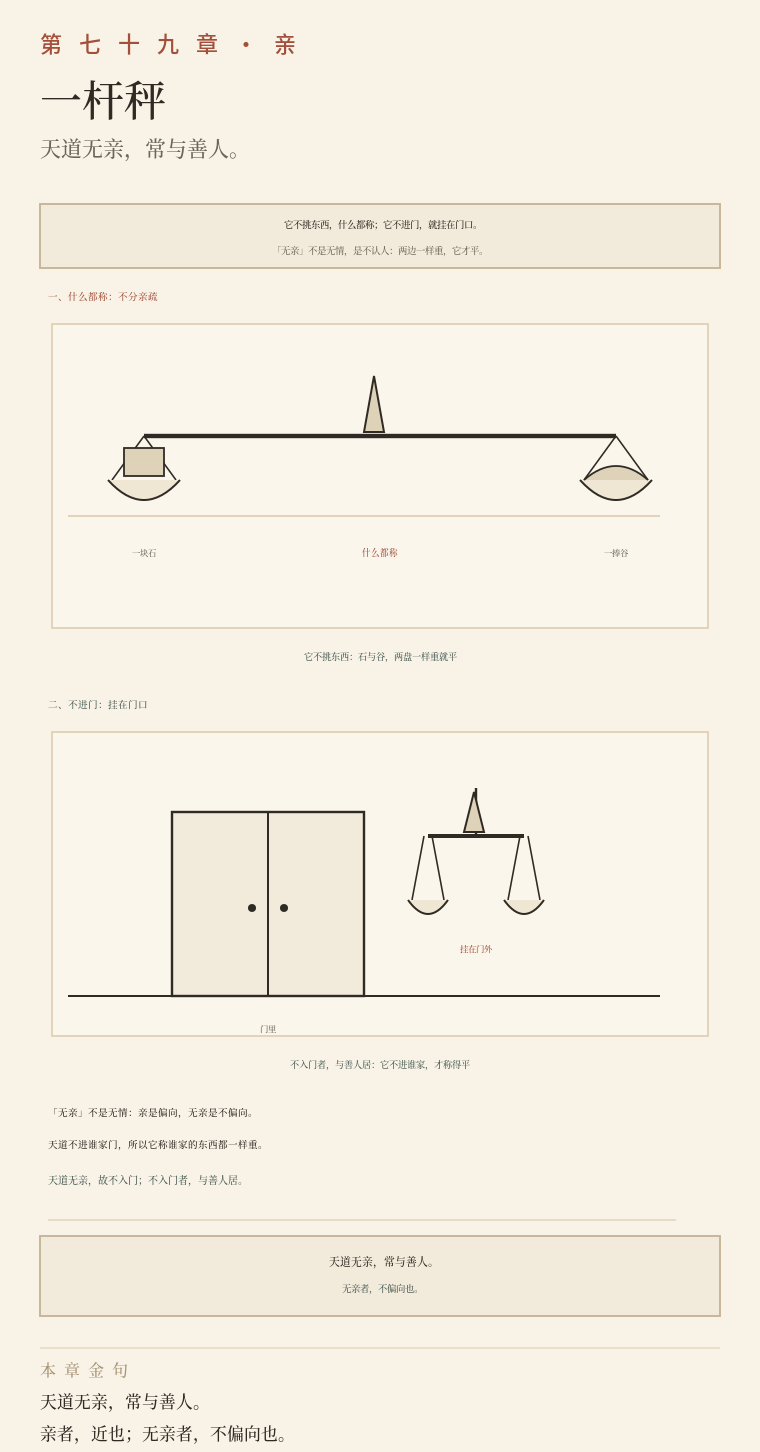 第七十九章·亲
一杆秤
天道无亲，常与善人。
它不挑东西，什么都称；它不进门，就挂在门口。
「无亲」不是无情，是不认人：两边一样重，它才平。
一、什么都称：不分亲疏
一块石
什么都称
一捧谷
它不挑东西：石与谷，两盘一样重就平
二、不进门：挂在门口
挂在门外
门里
不入门者，与善人居：它不进谁家，才称得平
「无亲」不是无情：亲是偏向，无亲是不偏向。
天道不进谁家门，所以它称谁家的东西都一样重。
天道无亲，故不入门；不入门者，与善人居。
天道无亲，常与善人。
无亲者，不偏向也。
本章金句
天道无亲，常与善人。
亲者，近也；无亲者，不偏向也。